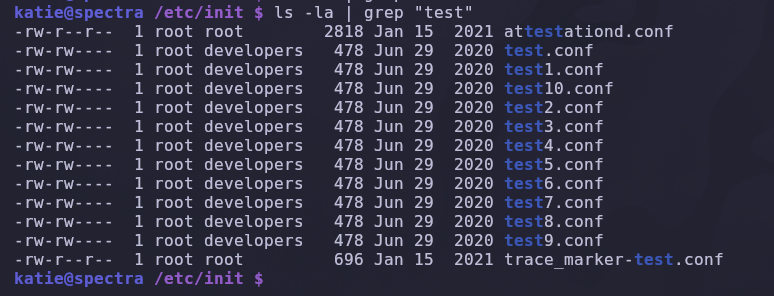 katie@spectra /etc/init $ ls -la | grep "test"
-rw-r--r--  1 root root        2818 Jan 15  2021 attestationd.conf
-rw-rw----  1 root developers   478 Jun 29  2020 test.conf
-rw-rw----  1 root developers   478 Jun 29  2020 test1.conf
-rw-rw----  1 root developers   478 Jun 29  2020 test10.conf
-rw-rw----  1 root developers   478 Jun 29  2020 test2.conf
-rw-rw----  1 root developers   478 Jun 29  2020 test3.conf
-rw-rw----  1 root developers   478 Jun 29  2020 test4.conf
-rw-rw----  1 root developers   478 Jun 29  2020 test5.conf
-rw-rw----  1 root developers   478 Jun 29  2020 test6.conf
-rw-rw----  1 root developers   478 Jun 29  2020 test7.conf
-rw-rw----  1 root developers   478 Jun 29  2020 test8.conf
-rw-rw----  1 root developers   478 Jun 29  2020 test9.conf
-rw-r--r--  1 root root         696 Jan 15  2021 trace_marker-test.conf
katie@spectra /etc/init $